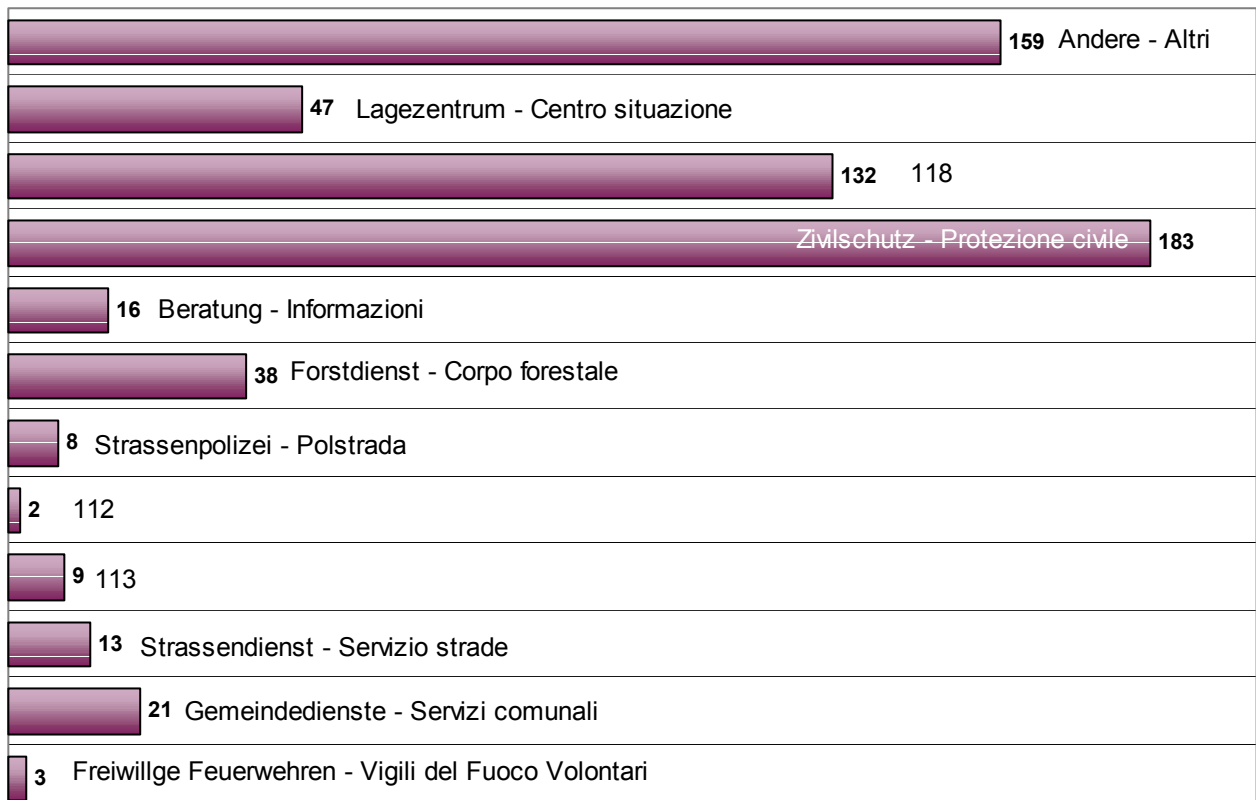 159 Andere - Altri
47 Lagezentrum - Centro situazione
132 118
Zivilschutz - Protezione civile 183
16 Beratung - Informazioni
38 Forstdienst - Corpo forestale
8 Strassenpolizei - Polstrada
2 112
9 113
13 Strassendienst - Servizio strade
21 Gemeindedienste - Servizi comunali
3 Freiwillge Feuerwehren - Vigili del Fuoco Volontari